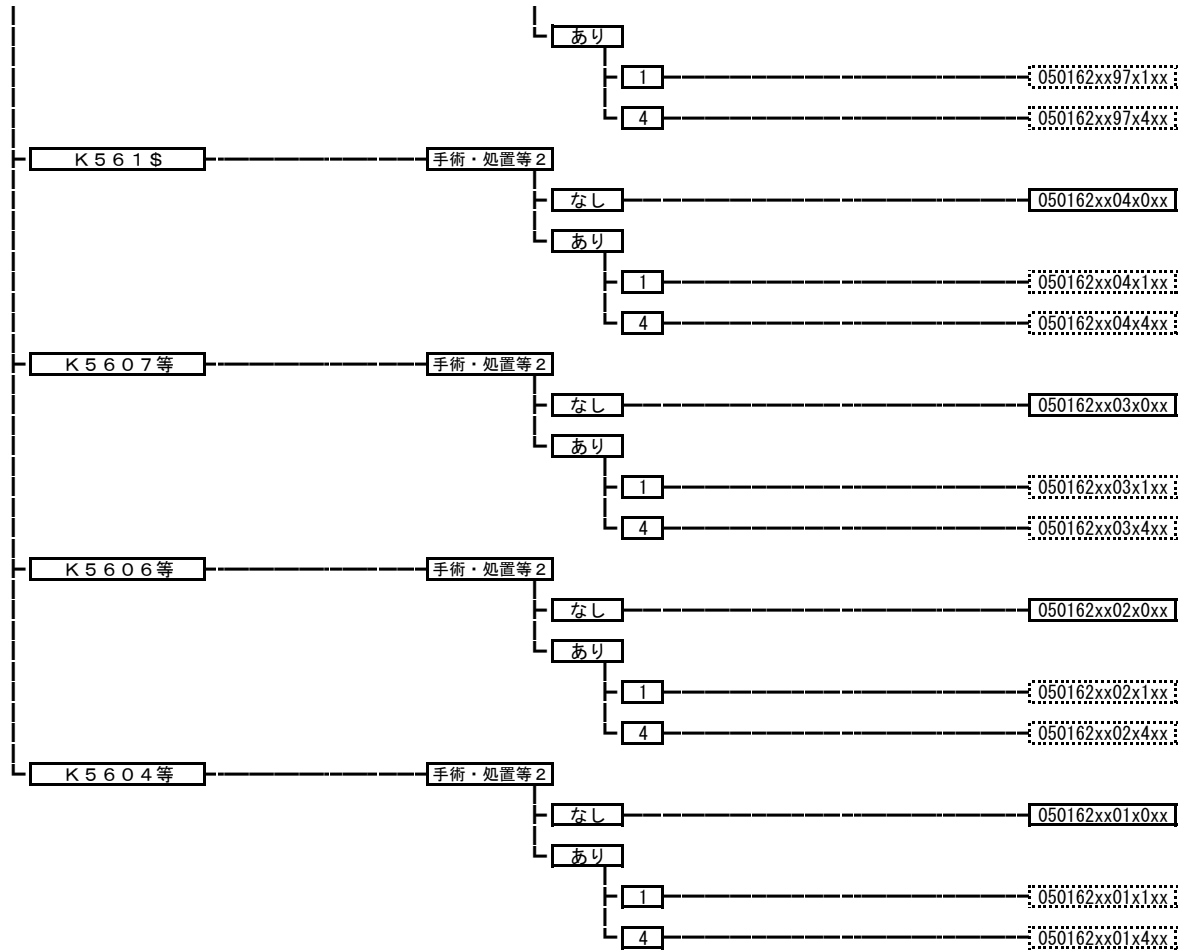 あり
1 050162xx97x1xx
4 050162xx97x4xx
Ｋ５６１＄ 手術・処置等２
なし 050162xx04x0xx
あり
1 050162xx04x1xx
4 050162xx04x4xx
Ｋ５６０７等 手術・処置等２
なし 050162xx03x0xx
あり
1 050162xx03x1xx
4 050162xx03x4xx
Ｋ５６０６等 手術・処置等２
なし 050162xx02x0xx
あり
1 050162xx02x1xx
4 050162xx02x4xx
Ｋ５６０４等 手術・処置等２
なし 050162xx01x0xx
あり
1 050162xx01x1xx
4 050162xx01x4xx